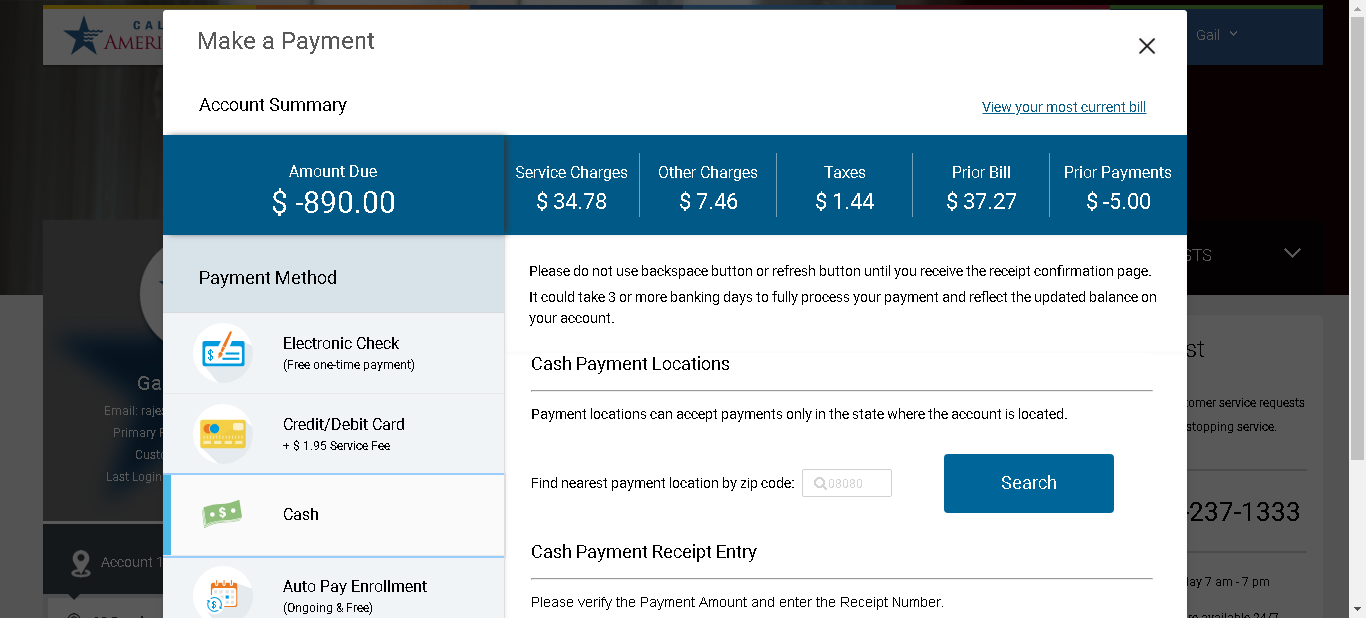 CAL
AMERI
Make a Payment
Gail
Account Summary
View your most current bill
Amount Due
$ -890.00
Service Charges
$ 34.78
Other Charges
$ 7.46
Taxes
$ 1.44
Prior Bill
$ 37.27
Prior Payments
$ -5.00
STS
Payment Method
Please do not use backspace button or refresh button until you receive the receipt confirmation page.
It could take 3 or more banking days to fully process your payment and reflect the updated balance on
your account.
Electronic Check
(Free one-time payment)
Cash Payment Locations
st
Ga
Email: raje
Primary
Custo
Last Login
Credit/Debit Card
+ $ 1.95 Service Fee
Payment locations can accept payments only in the state where the account is located.
omer service requests
stopping service.
Cash
Find nearest payment location by zip code:
08080
Search
-237-1333
Cash Payment Receipt Entry
Account 1
Auto Pay Enrollment
(Ongoing & Free)
Please verify the Payment Amount and enter the Receipt Number.
ay 7 am - 7 pm